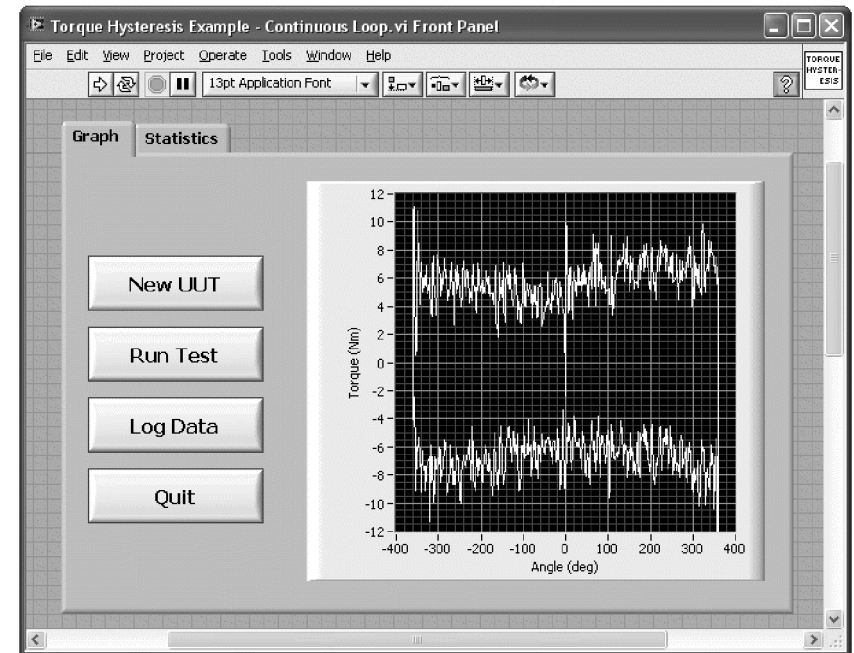 Torque Hysteresis Example - Continuous Loop.vi Front Panel
File Edit View Project Operate Tools Window Help
13pt Application Font
?
TORQUE
HYSTER-
ESIS
Graph Statistics
New UUT
Run Test
Log Data
Quit
Torque (Nm)
12
10
8
6
4
2
0
-2
-4
-6
-8
-10
-12
-400 -300 -200 -100 0 100 200 300 400
Angle (deg)